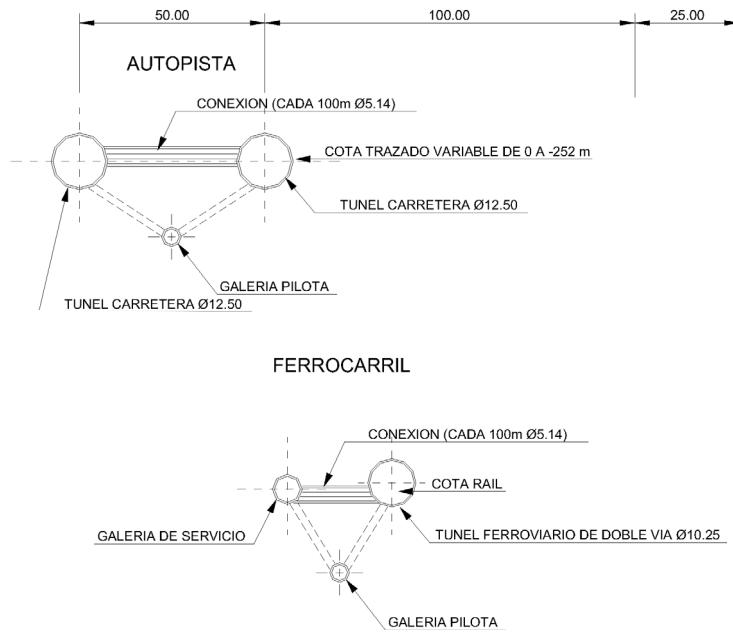 50.00
100.00
25.00
AUTOPISTA
CONEXION (CADA 100m Ø5.14)
COTA TRAZADO VARIABLE DE 0 A -252 m
TUNEL CARRETERA Ø12.50
GALERIA PILOTA
TUNEL CARRETERA Ø12.50
FERROCARRIL
CONEXION (CADA 100m Ø5.14)
COTA RAIL
GALERIA DE SERVICIO
TUNEL FERROVIARIO DE DOBLE VIA Ø10.25
GALERIA PILOTA